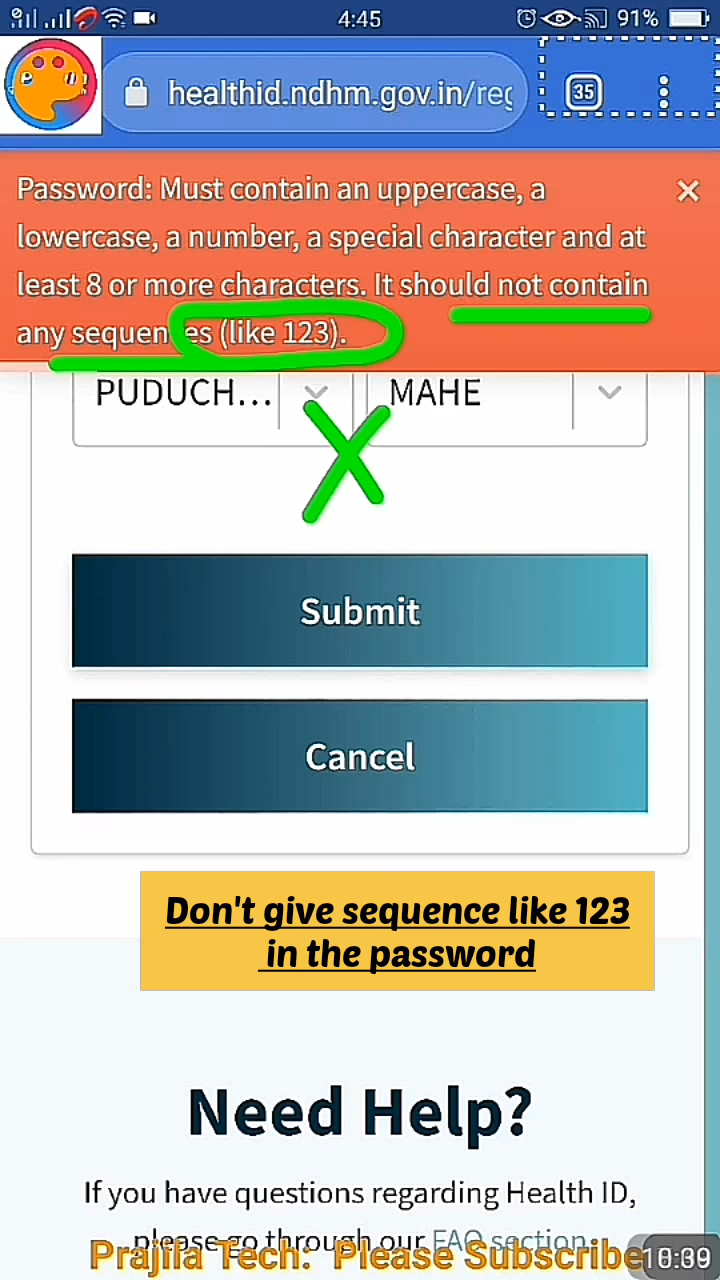 4:45
91%
healthid.ndhm.gov.in/reg
35
Password: Must contain an uppercase, a
lowercase, a number, a special character and at
least 8 or more characters. It should not contain
any sequences (like 123).
PUDUCH...
MAHE
Submit
Cancel
Don't give sequence like 123
in the password
Need Help?
If you have questions regarding Health ID,
please go through our FAQ section
Prajila Tech: Please Subscribe